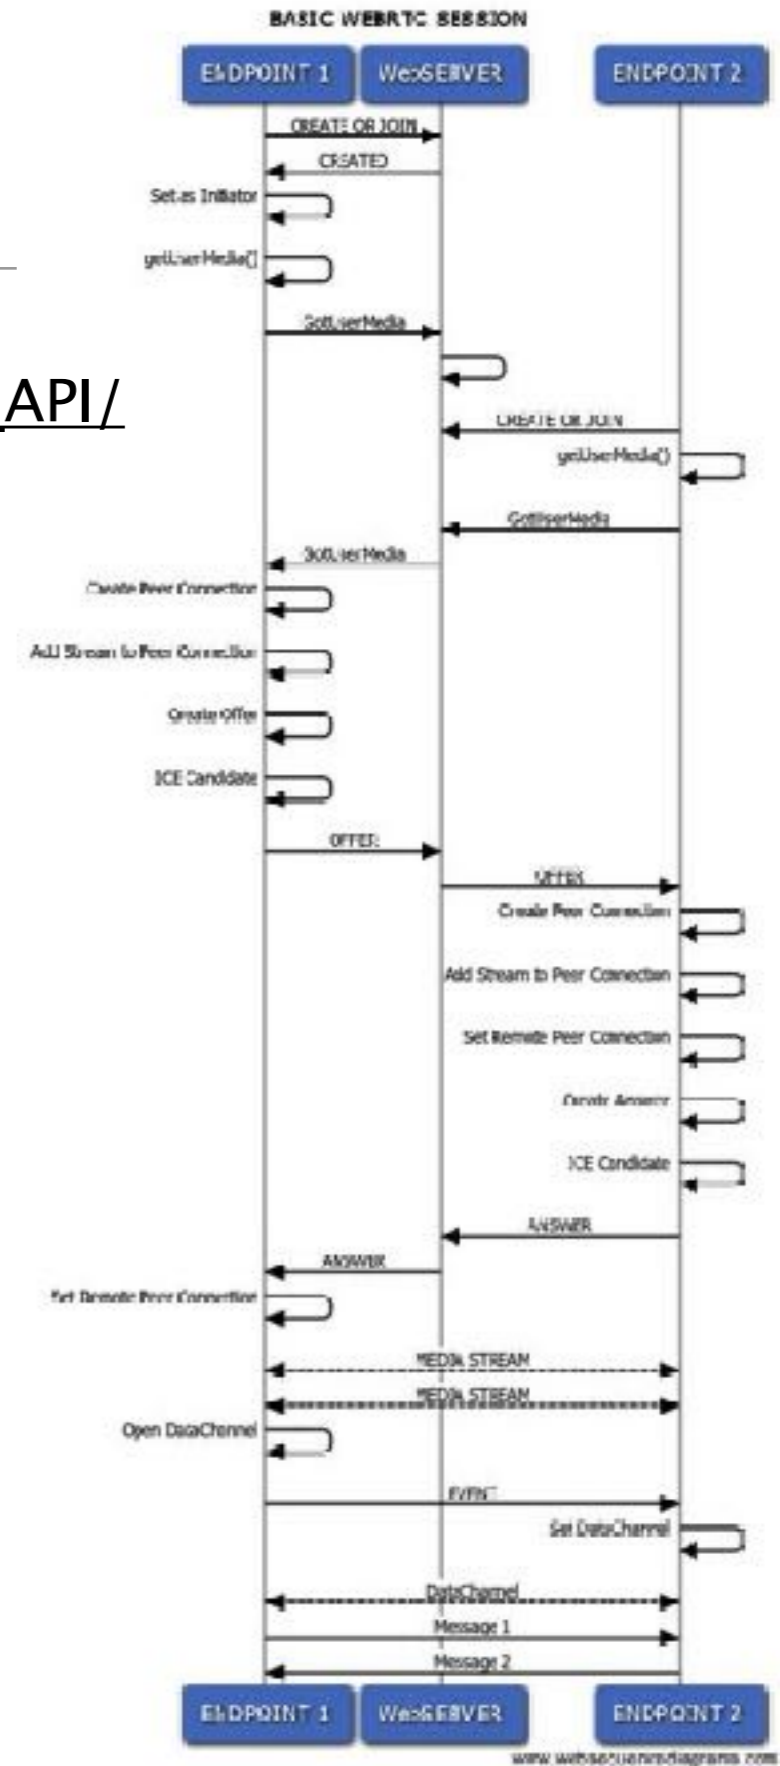 BASIC WEBRTC SESSION
ENDPOINT 1
WebSERVER
ENDPOINT 2
CREATE OR JOIN
CREATED
Set as Initiator
getUserMedia()
GotUserMedia
_API/
CREATE OR JOIN
getUserMedia()
GotUserMedia
GotUserMedia
Create Peer Connection
Add Stream to Peer Connection
Create Offer
ICE Candidate
OFFER
OFFER
Create Peer Connection
Add Stream to Peer Connection
Set Remote Peer Connection
Create Answer
ICE Candidate
ANSWER
ANSWER
Set Remote Peer Connection
MEDIA STREAM
MEDIA STREAM
Open DataChannel
EVENT
Set DataChannel
DataChannel
Message 1
Message 2
ENDPOINT 1
WebSERVER
ENDPOINT 2
www.websequencediagrams.com